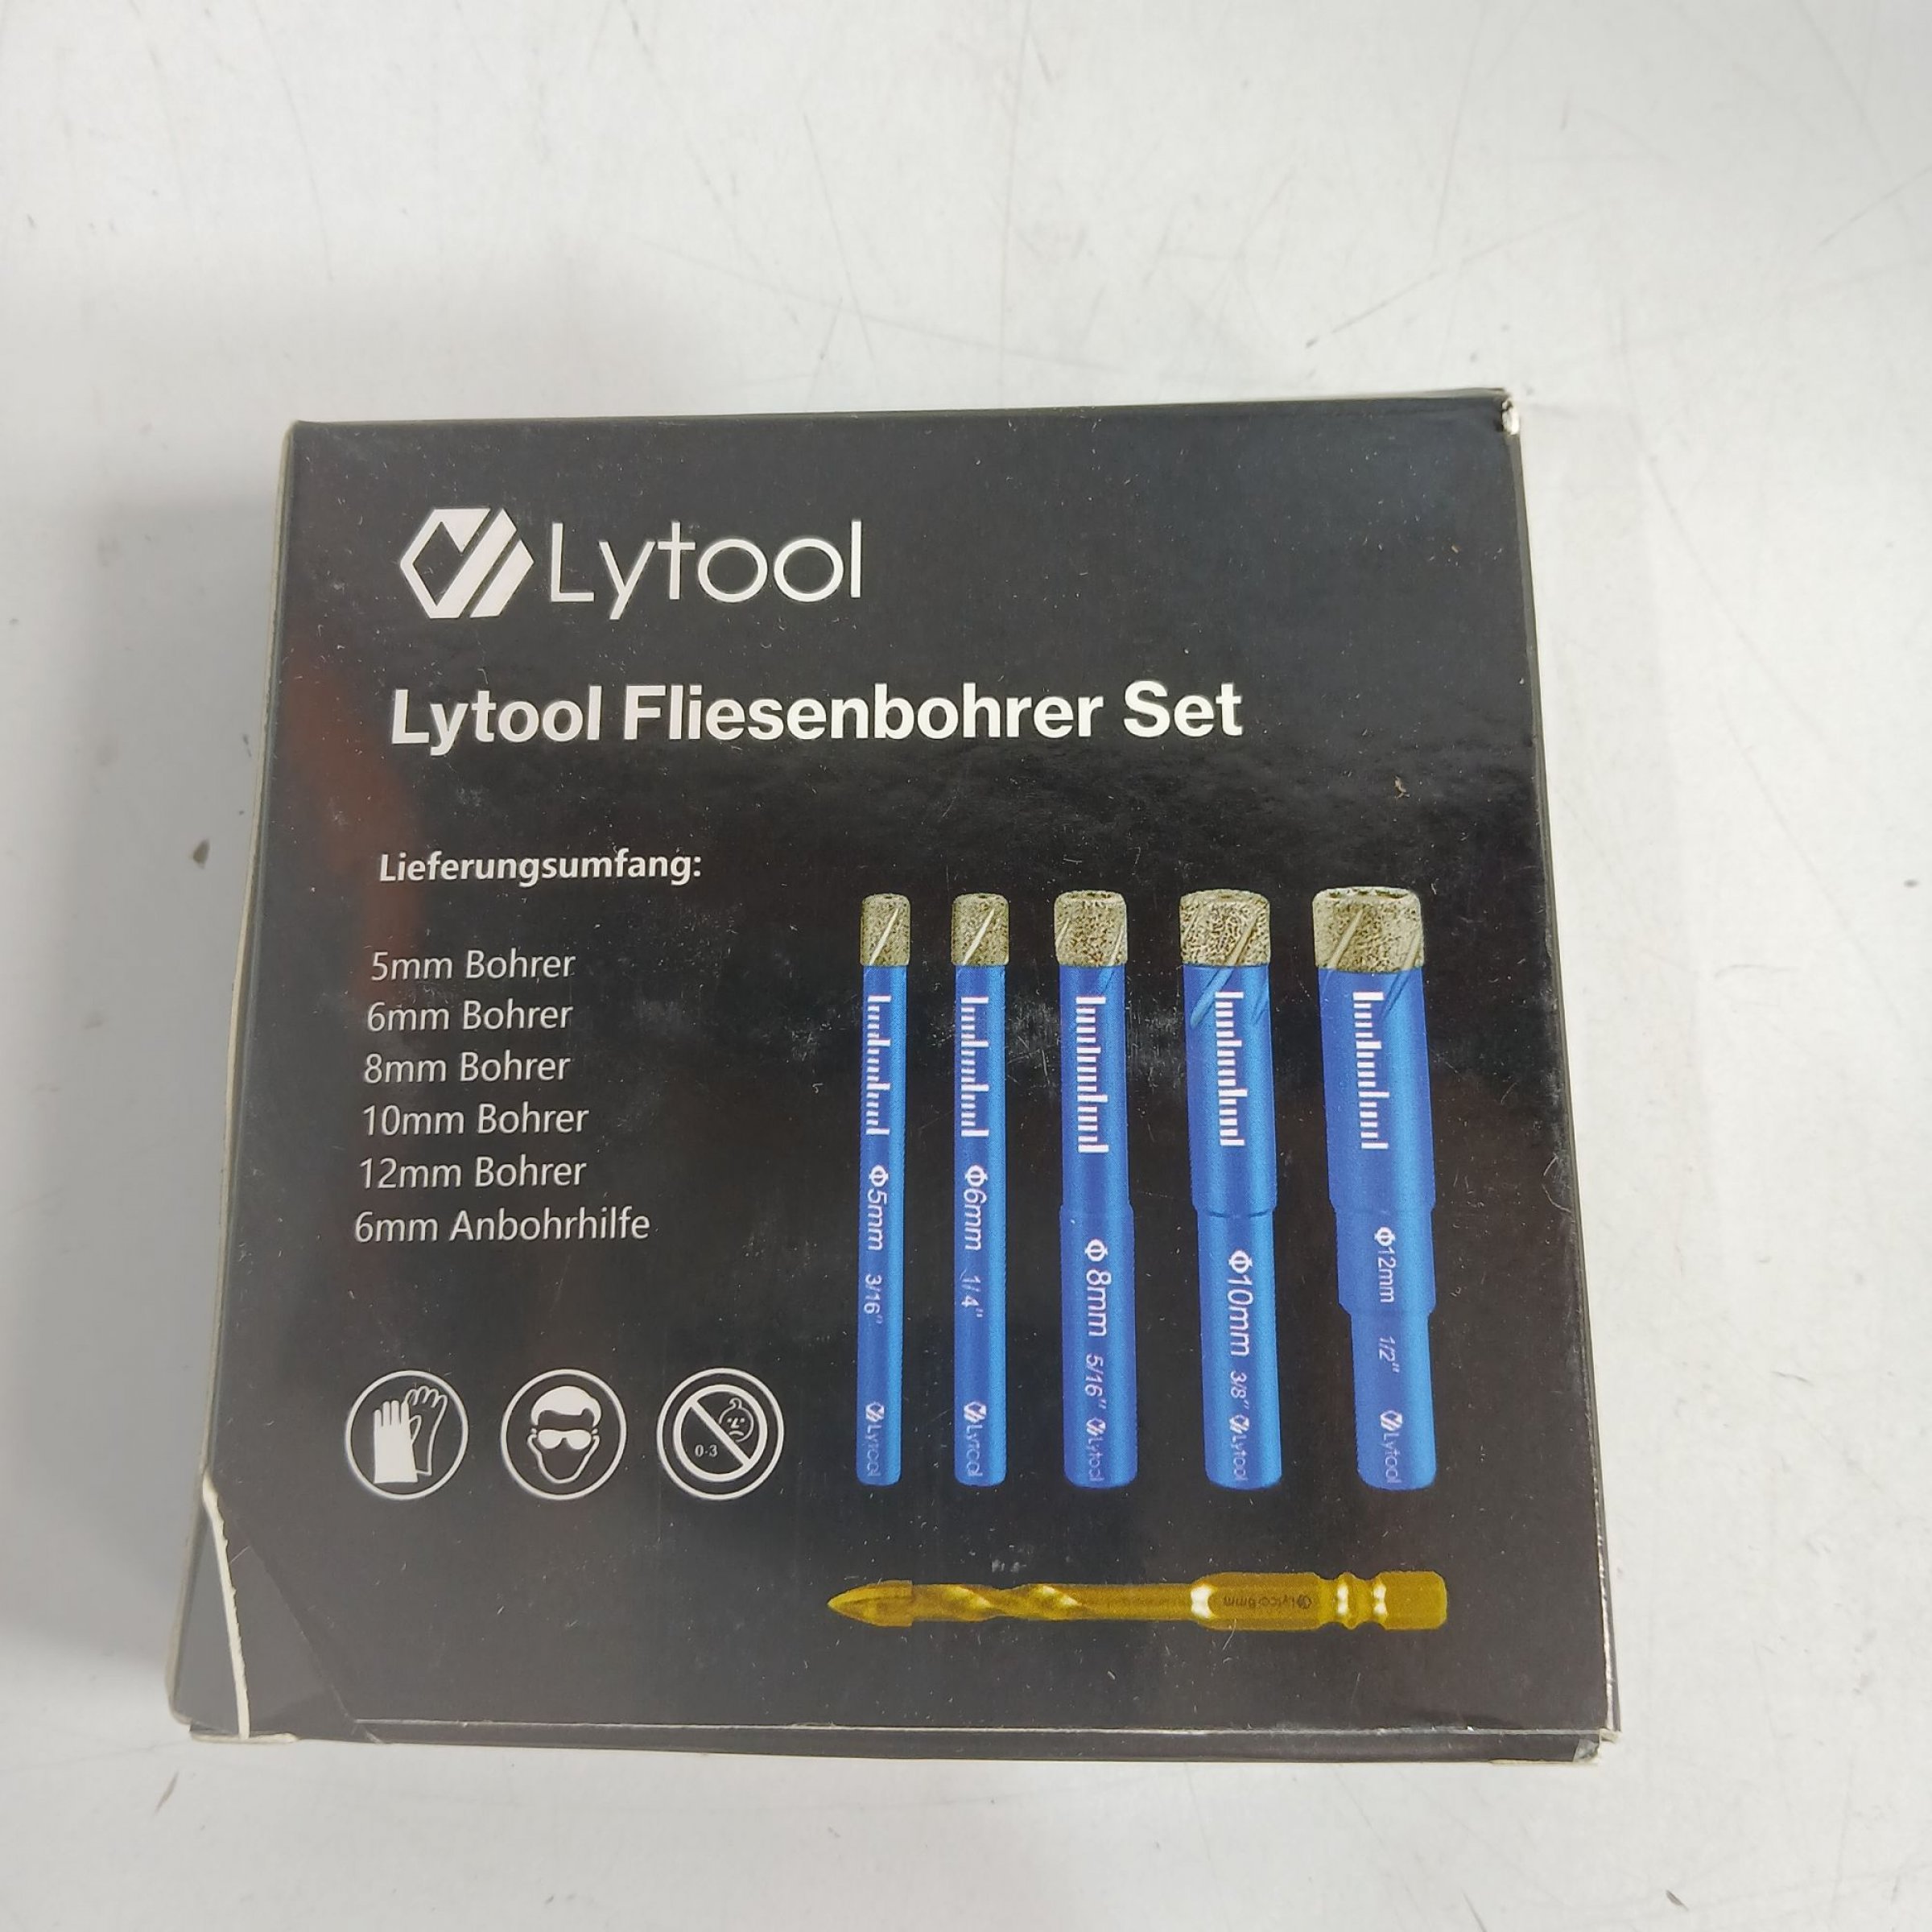 Lytool
Lytool Fliesenbohrer Set
Lieferungsumfang:
5mm Bohrer
6mm Bohrer
8mm Bohrer
10mm Bohrer
12mm Bohrer
6mm Anbohrhilfe
0-3
Φ5mm 3/16" Lytool
Φ6mm 1/4" Lytool
Φ 8mm 5/16" Lytool
Φ10mm 3/8" Lytool
Φ12mm 1/2" Lytool